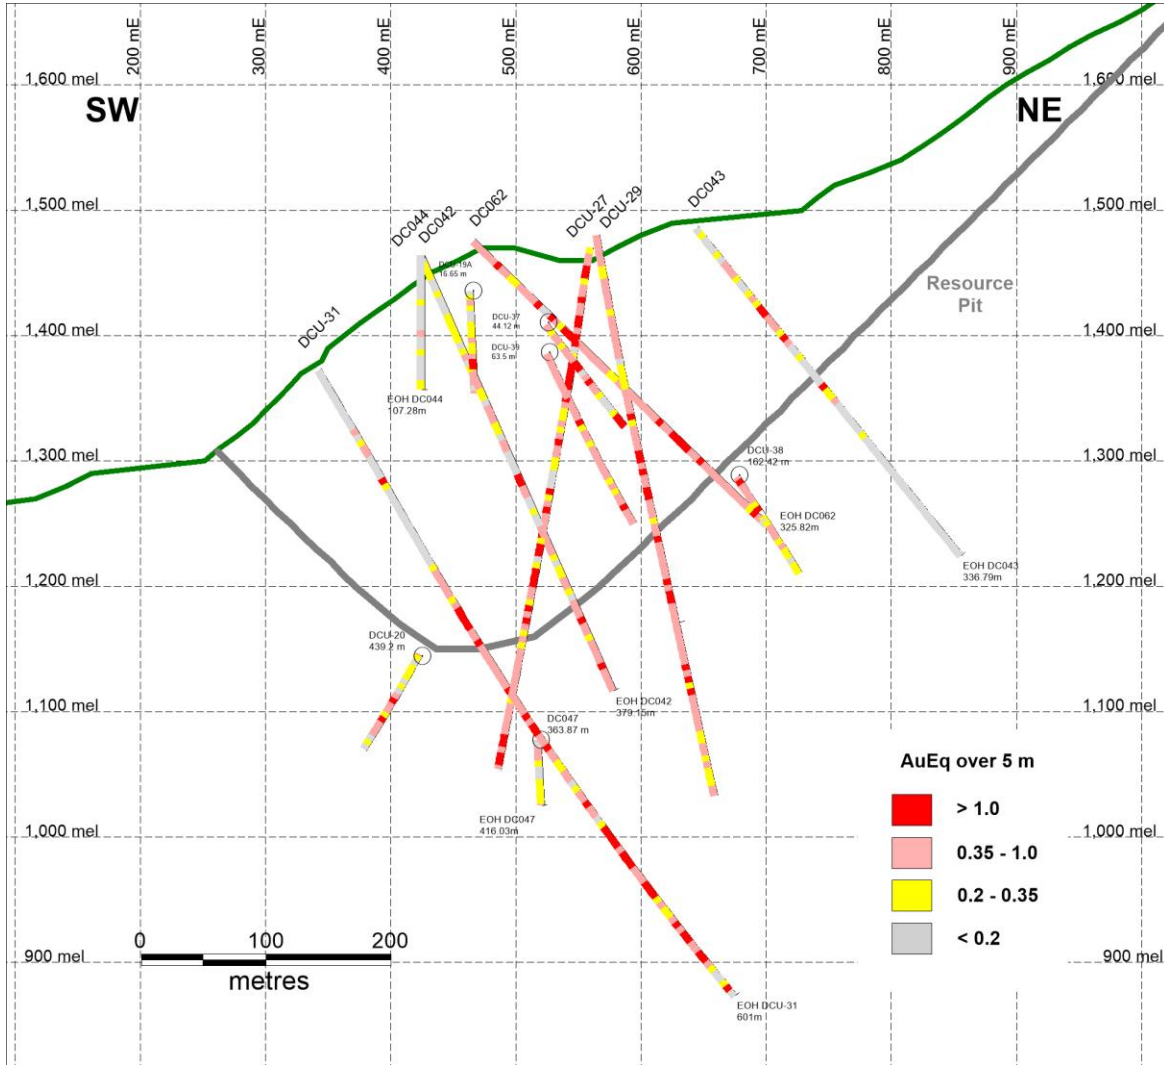 200 mE
300 mE
400 mE
500 mE
600 mE
700 mE
800 mE
900 mE
1,600 mel
1,600 mel
SW
NE
1,500 mel
1,500 mel
1,400 mel
1,400 mel
1,300 mel
1,300 mel
1,200 mel
1,200 mel
1,100 mel
1,100 mel
1,000 mel
1,000 mel
900 mel
900 mel
DC044
DC042
DC062
DCU-27
DCU-29
DC043
DCU-31
DCU-19A
16.65 m
DCU-37
44.12 m
DCU-39
63.5 m
Resource
Pit
EOH DC044
107.28m
DCU-38
162.42 m
EOH DC062
325.82m
EOH DC043
336.79m
DCU-20
439.2 m
EOH DC042
379.15m
DC047
363.87 m
EOH DC047
416.03m
EOH DCU-31
601m
AuEq over 5 m
> 1.0
0.35 - 1.0
0.2 - 0.35
< 0.2
0 100 200
metres